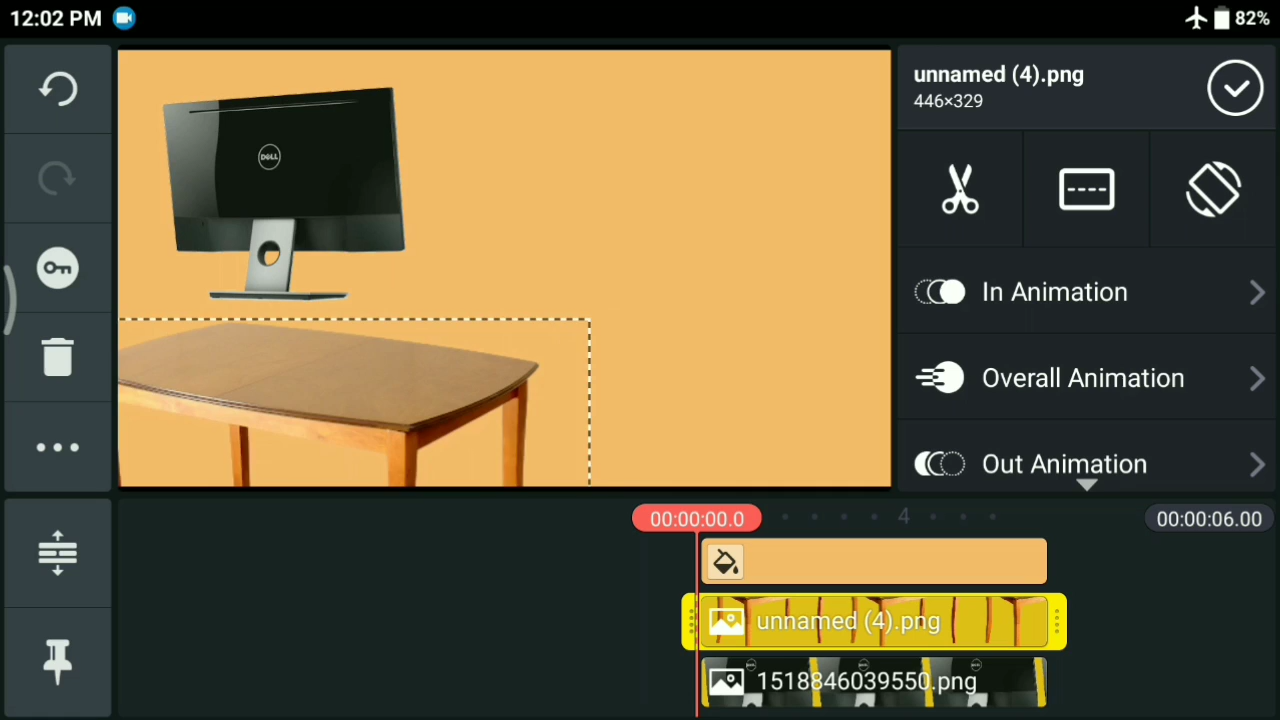 12:02 PM
82%
unnamed (4).png
446×329
DELL
In Animation
Overall Animation
Out Animation
00:00:00.0
4
00:00:06.00
unnamed (4).png
1518846039550.png